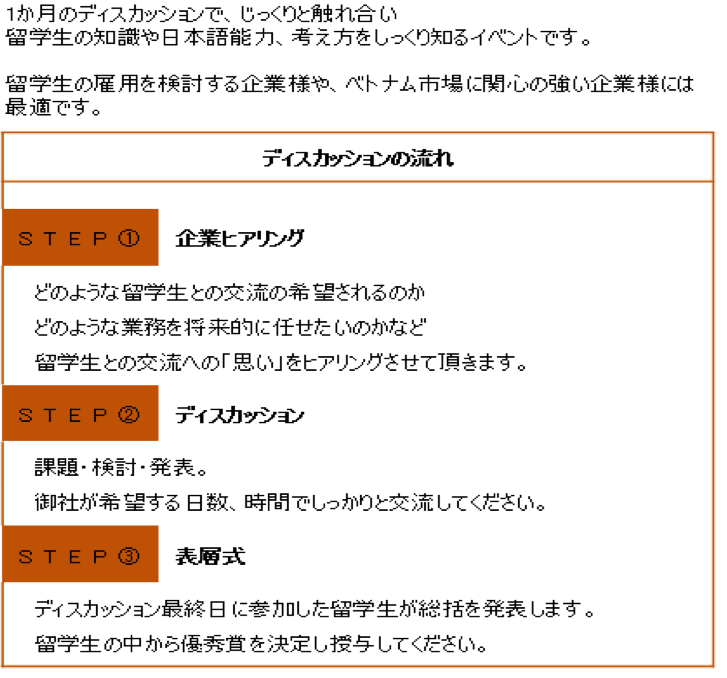 1か月のディスカッションで、じっくりと触れ合い
留学生の知識や日本語能力、考え方をしっくり知るイベントです。
留学生の雇用を検討する企業様や、ベトナム市場に関心の強い企業様には
最適です。
ディスカッションの流れ
ＳＴＥＰ① 企業ヒアリング
どのような留学生との交流の希望されるのか
どのような業務を将来的に任せたいのかなど
留学生との交流への「思い」をヒアリングさせて頂きます。
ＳＴＥＰ② ディスカッション
課題・検討・発表。
御社が希望する日数、時間でしっかりと交流してください。
ＳＴＥＰ③ 表層式
ディスカッション最終日に参加した留学生が総括を発表します。
留学生の中から優秀賞を決定し授与してください。